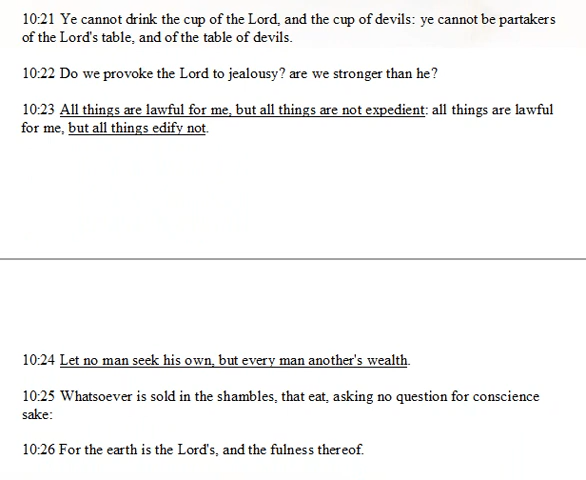 10:21 Ye cannot drink the cup of the Lord, and the cup of devils: ye cannot be partakers
of the Lord's table, and of the table of devils.
10:22 Do we provoke the Lord to jealousy? are we stronger than he?
10:23 All things are lawful for me, but all things are not expedient: all things are lawful
for me, but all things edify not.
10:24 Let no man seek his own, but every man another's wealth.
10:25 Whatsoever is sold in the shambles, that eat, asking no question for conscience
sake:
10:26 For the earth is the Lord's, and the fulness thereof.